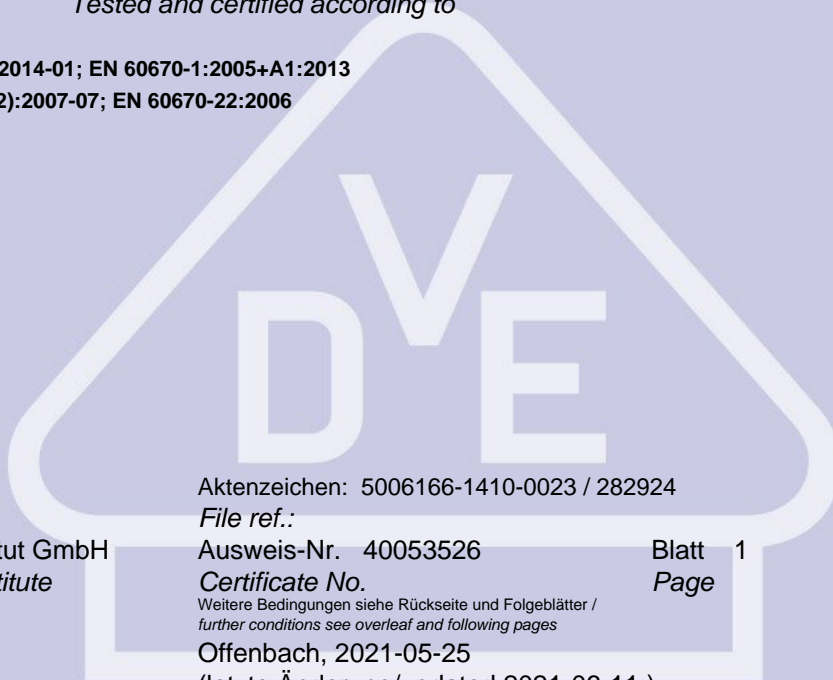 Tested and certified according to
2014-01; EN 60670-1:2005+A1:2013
2):2007-07; EN 60670-22:2006
DVE
Aktenzeichen: 5006166-1410-0023 / 282924
File ref.:
tut GmbH Ausweis-Nr. 40053526 Blatt 1
titute Certificate No. Page
Weitere Bedingungen siehe Rückseite und Folgeblätter /
further conditions see overleaf and following pages
Offenbach, 2021-05-25